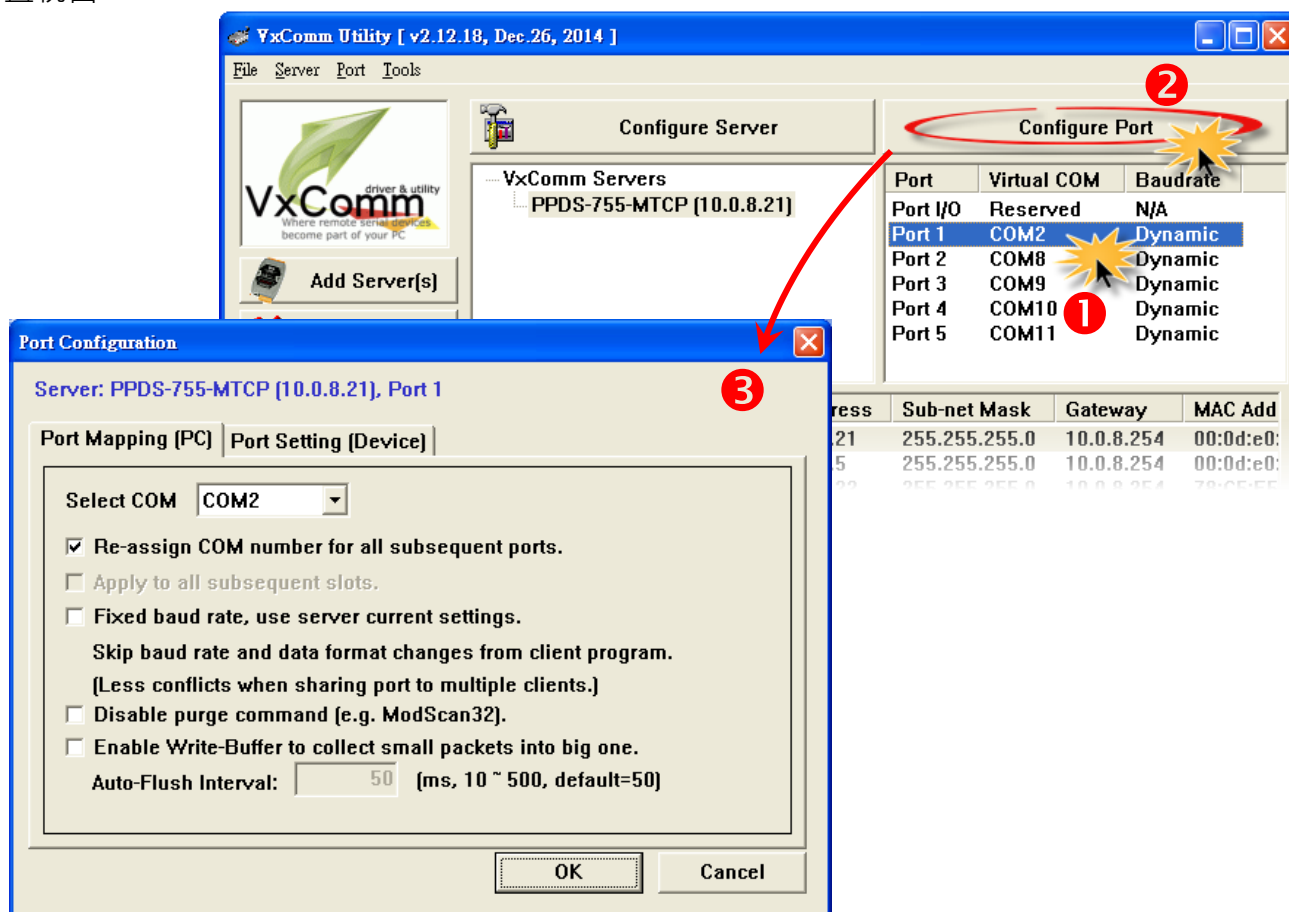 VxComm Utility [ v2.12.18, Dec.26, 2014 ]
File Server Port Tools
2
Configure Server
Configure Port
VxComm
driver & utility
Where remote serial devices
become part of your PC
Add Server(s)
VxComm Servers
PPDS-755-MTCP (10.0.8.21)
Port Virtual COM Baudrate
Port I/O Reserved N/A
Port 1 COM2 Dynamic
Port 2 COM8 Dynamic
Port 3 COM9 Dynamic
Port 4 COM10 Dynamic
Port 5 COM11 Dynamic
1
Port Configuration
3
Server: PPDS-755-MTCP (10.0.8.21), Port 1
Port Mapping (PC) Port Setting (Device)
Select COM COM2
Re-assign COM number for all subsequent ports.
Apply to all subsequent slots.
Fixed baud rate, use server current settings.
Skip baud rate and data format changes from client program.
(Less conflicts when sharing port to multiple clients.)
Disable purge command (e.g. ModScan32).
Enable Write-Buffer to collect small packets into big one.
Auto-Flush Interval: 50 (ms, 10 ~ 500, default=50)
OK Cancel
ress Sub-net Mask Gateway MAC Add
.21 255.255.255.0 10.0.8.254 00:0d:e0:
.5 255.255.255.0 10.0.8.254 00:0d:e0: